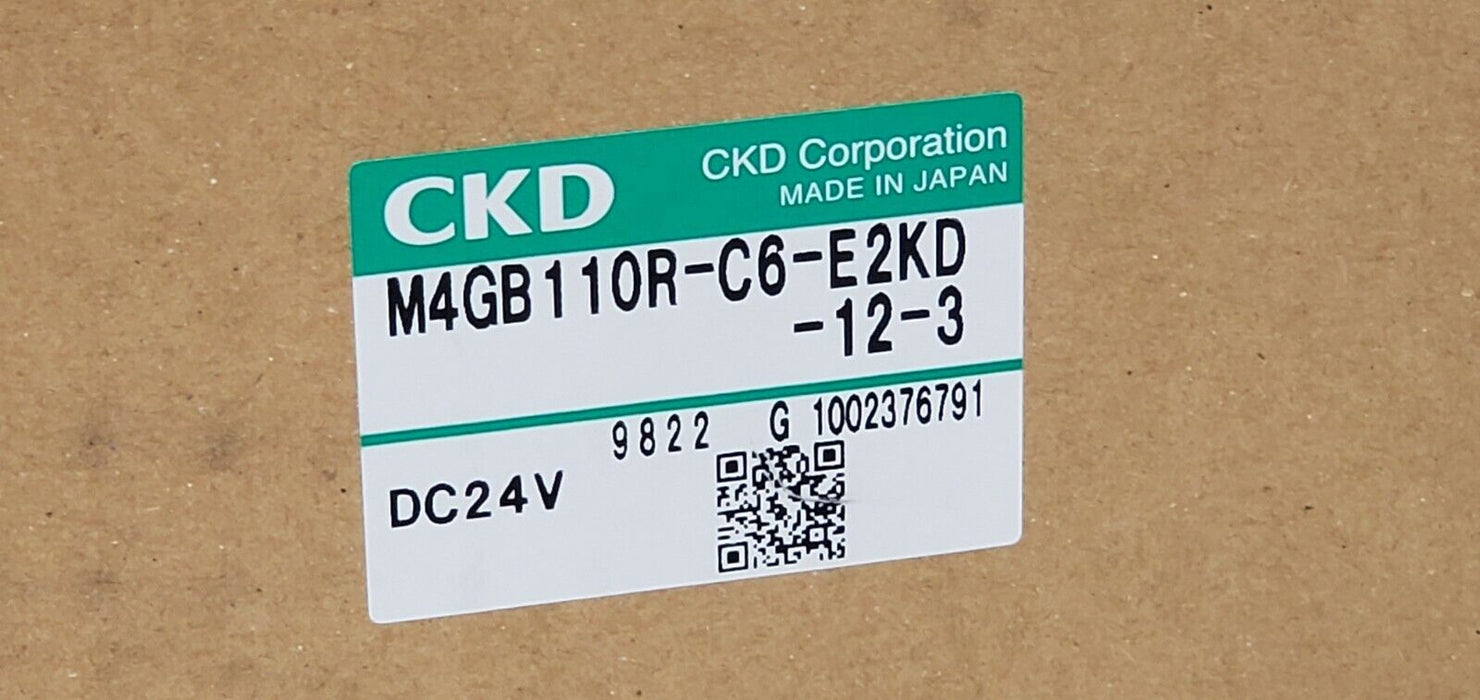 CKD
CKD Corporation
MADE IN JAPAN
M4GB110R-C6-E2KD
-12-3
9822 G 1002376791
DC24V